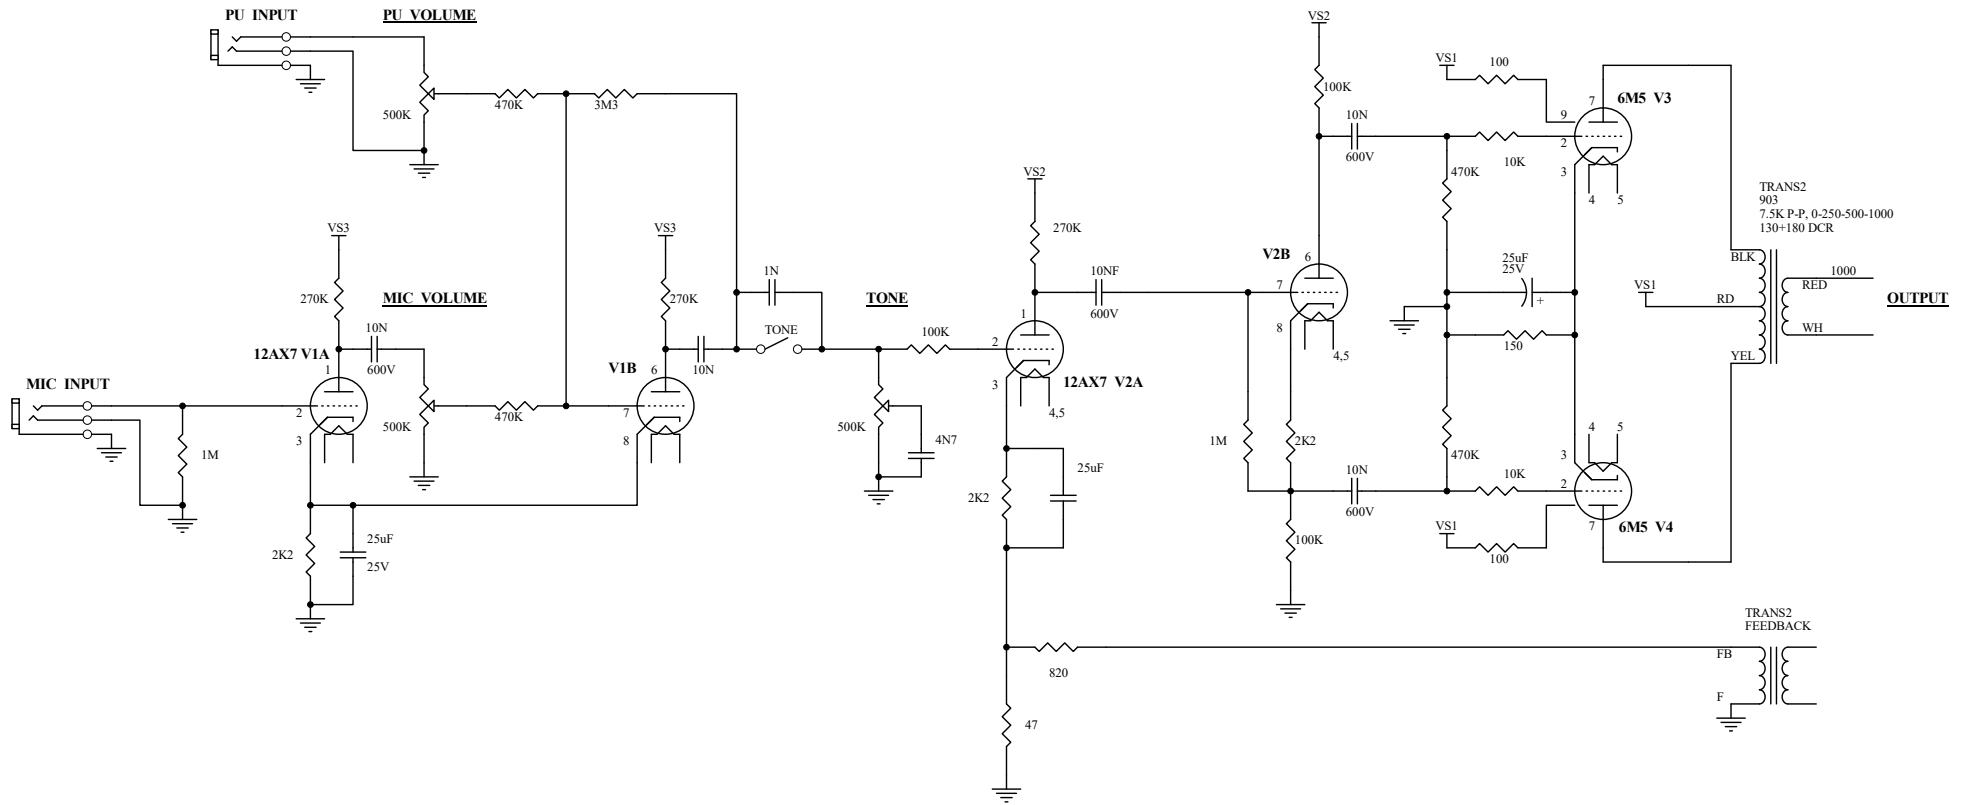 PU INPUT
PU VOLUME
500K
470K
3M3
VS3
270K
MIC VOLUME
10N
600V
12AX7 V1A
1
2
3
MIC INPUT
1M
500K
470K
2K2
25uF
25V
VS3
270K
V1B
6
7
8
10N
1N
TONE
TONE
100K
500K
4N7
VS2
270K
1
2
3
12AX7 V2A
4,5
2K2
25uF
10NF
600V
820
47
VS2
100K
V2B
6
7
8
4,5
1M
2K2
100K
10N
600V
10N
600V
VS1
100
10K
470K
7
9
2
3
4 5
6M5 V3
25uF
25V
+
150
470K
10K
4 5
3
2
7
6M5 V4
VS1
100
TRANS2
903
7.5K P-P, 0-250-500-1000
130+180 DCR
BLK
VS1
RD
YEL
1000
RED
WH
OUTPUT
TRANS2
FEEDBACK
FB
F